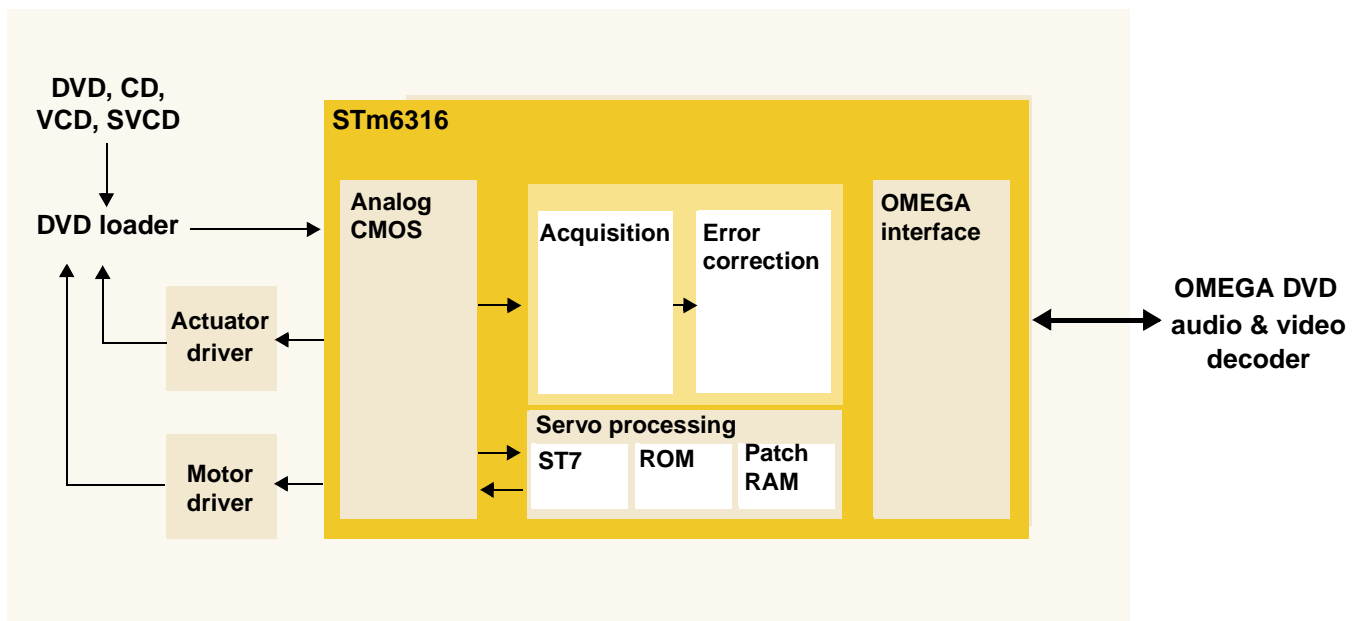 DVD, CD,
VCD, SVCD
DVD loader
Actuator
driver
Motor
driver
STm6316
Analog
CMOS
Acquisition
Error
correction
Servo processing
ST7
ROM
Patch
RAM
OMEGA
interface
OMEGA DVD
audio & video
decoder